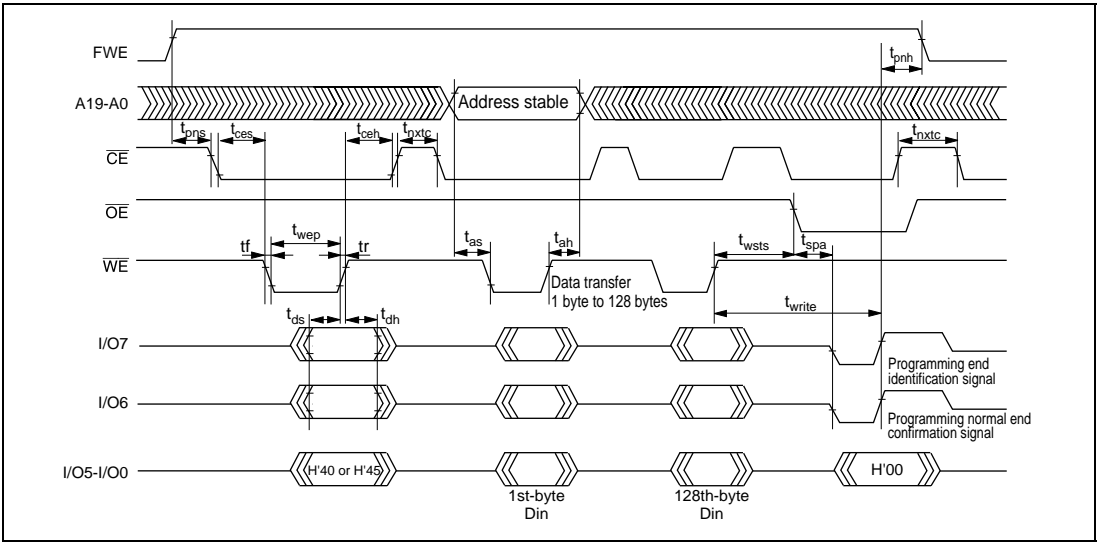 FWE
tpnh
A19-A0
Address stable
tpns
tces
tceh
tnxtc
tnxtc
CE
OE
twep
tf
tr
tas
tah
twsts
tspa
WE
Data transfer
1 byte to 128 bytes
twrite
tds
tdh
I/O7
Programming end
identification signal
I/O6
Programming normal end
confirmation signal
I/O5-I/O0
H'40 or H'45
H'00
1st-byte
Din
128th-byte
Din